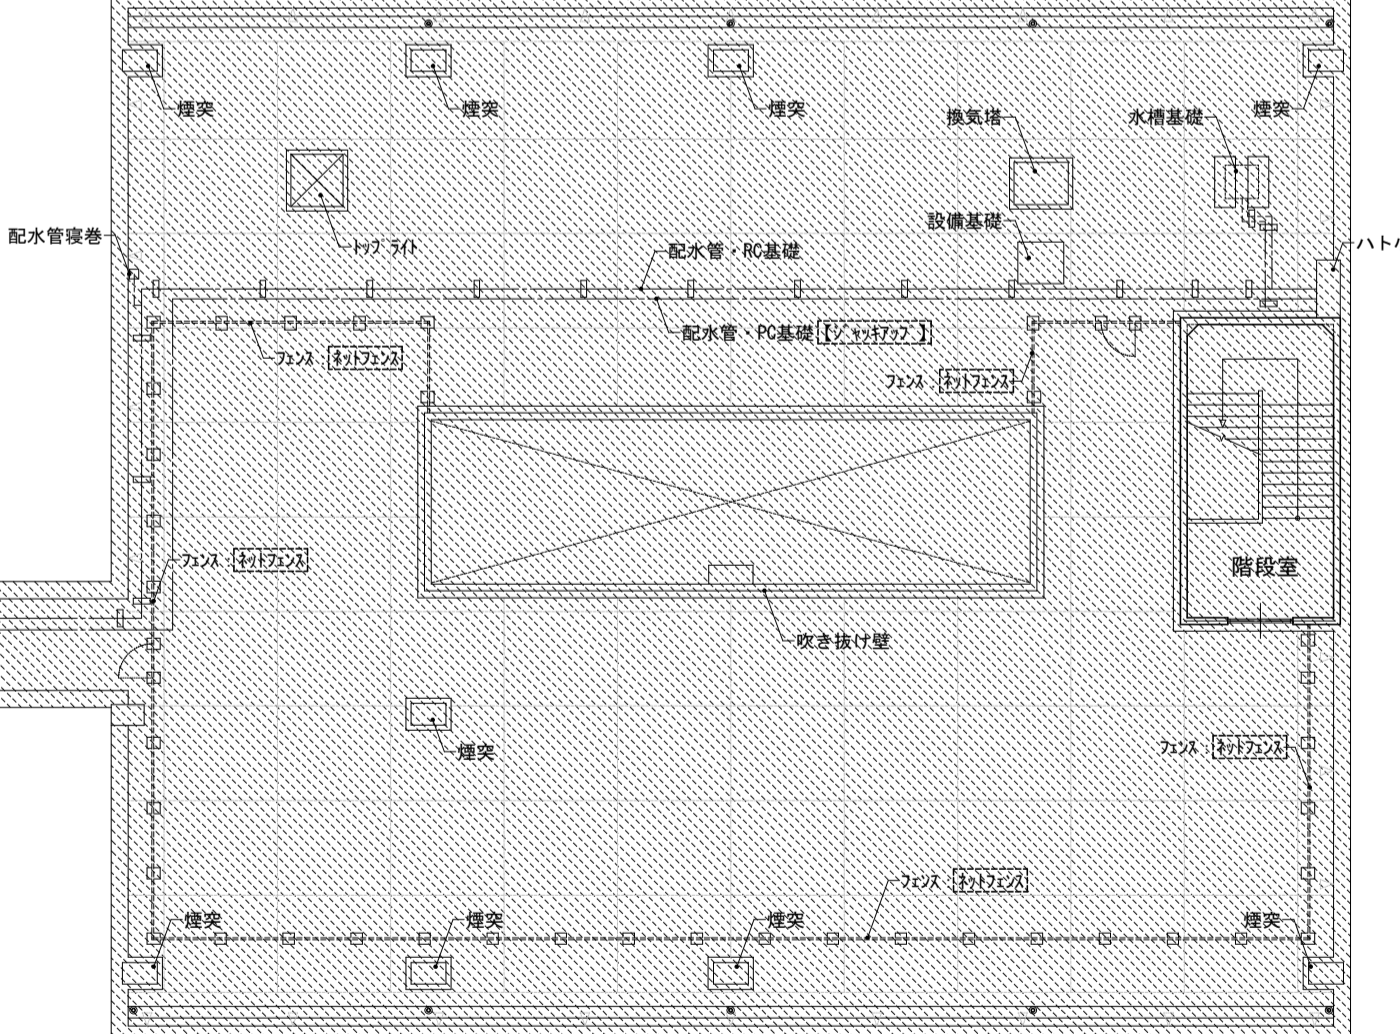 煙突
煙突
煙突
換気塔
水槽基礎
煙突
配水管寝巻
ﾄｯﾌﾟﾗｲﾄ
配水管・RC基礎
設備基礎
ハト
配水管・PC基礎【ｼﾞｬｯｷｱｯﾌﾟ】
ﾌｪﾝｽ：ﾈｯﾄﾌｪﾝｽ
ﾌｪﾝｽ：ﾈｯﾄﾌｪﾝｽ
ﾌｪﾝｽ：ﾈｯﾄﾌｪﾝｽ
階段室
吹き抜け壁
煙突
ﾌｪﾝｽ：ﾈｯﾄﾌｪﾝｽ
ﾌｪﾝｽ：ﾈｯﾄﾌｪﾝｽ
煙突
煙突
煙突
煙突